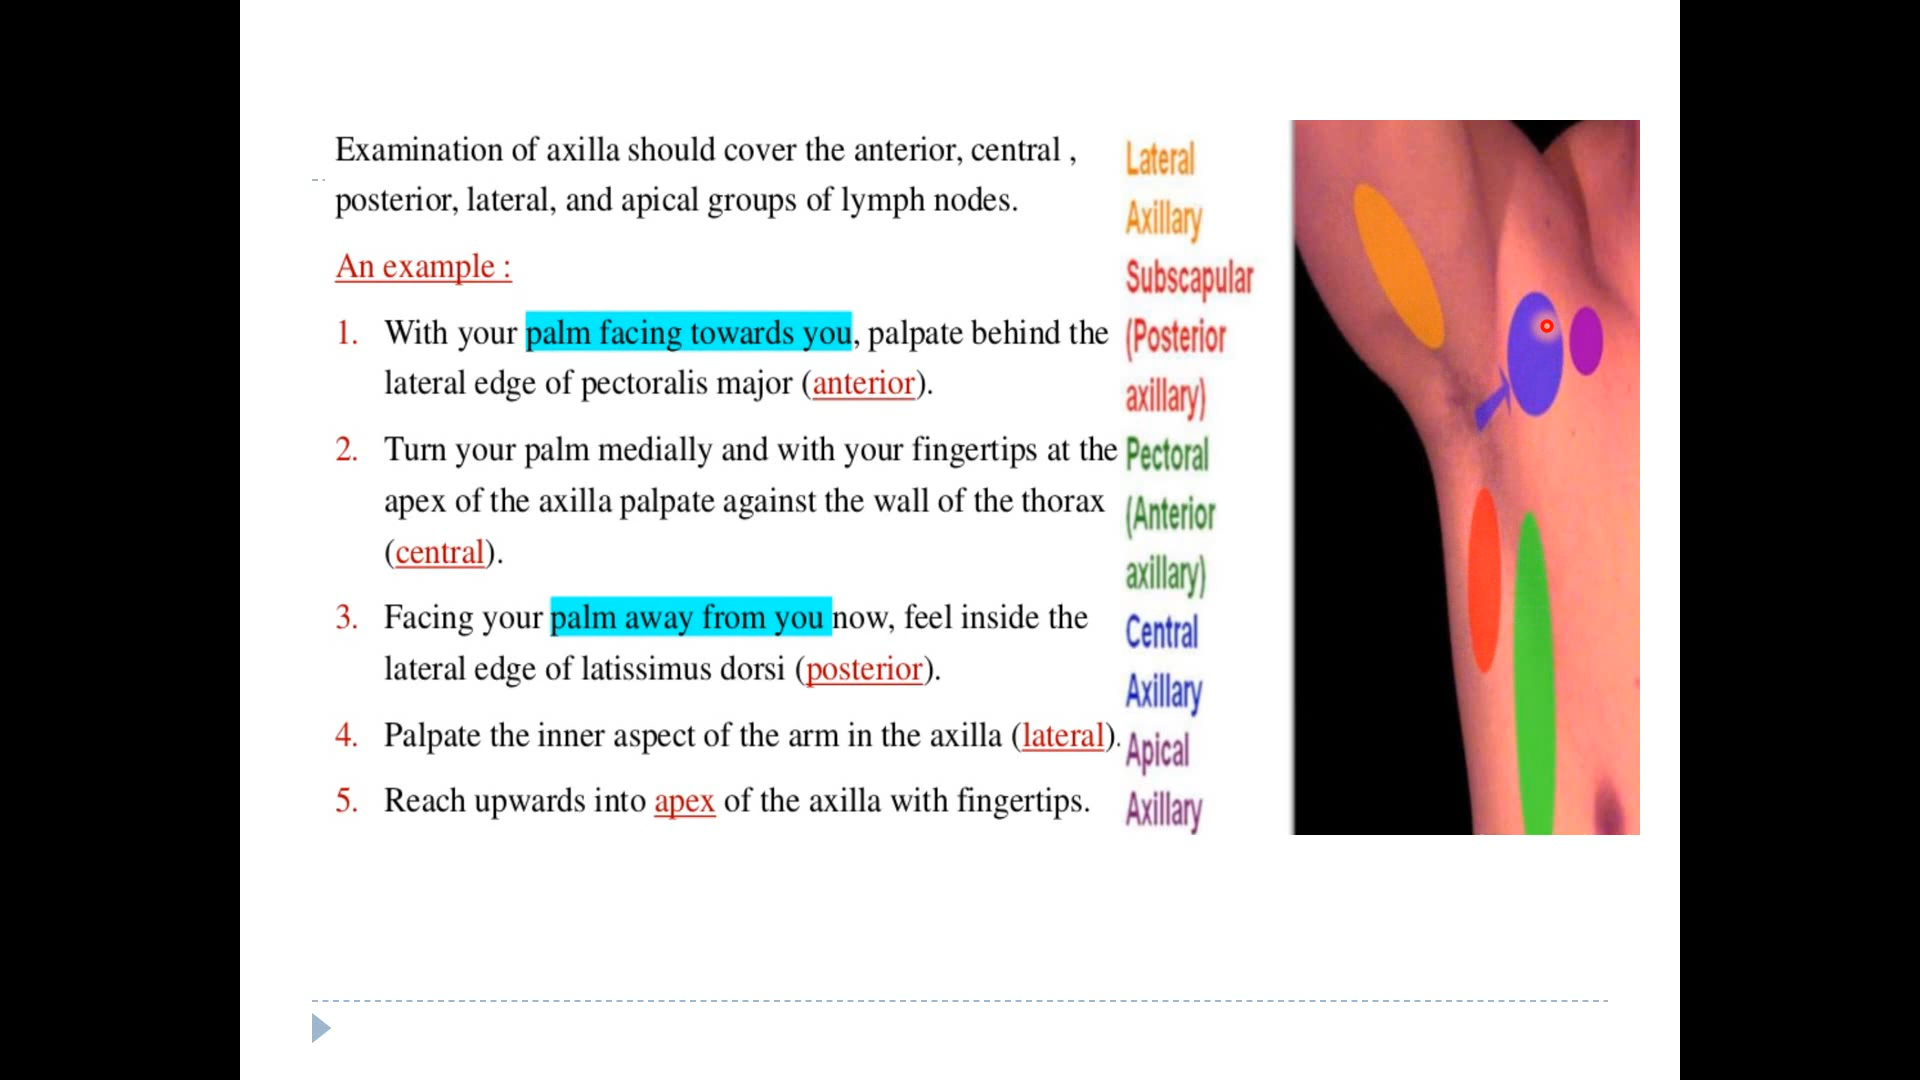 Examination of axilla should cover the anterior, central ,
posterior, lateral, and apical groups of lymph nodes.
An example :
1. With your palm facing towards you, palpate behind the
lateral edge of pectoralis major (anterior).
2. Turn your palm medially and with your fingertips at the
apex of the axilla palpate against the wall of the thorax
(central).
3. Facing your palm away from you now, feel inside the
lateral edge of latissimus dorsi (posterior).
4. Palpate the inner aspect of the arm in the axilla (lateral).
5. Reach upwards into apex of the axilla with fingertips.
Lateral
Axillary
Subscapular
(Posterior
axillary)
Pectoral
(Anterior
axillary)
Central
Axillary
Apical
Axillary